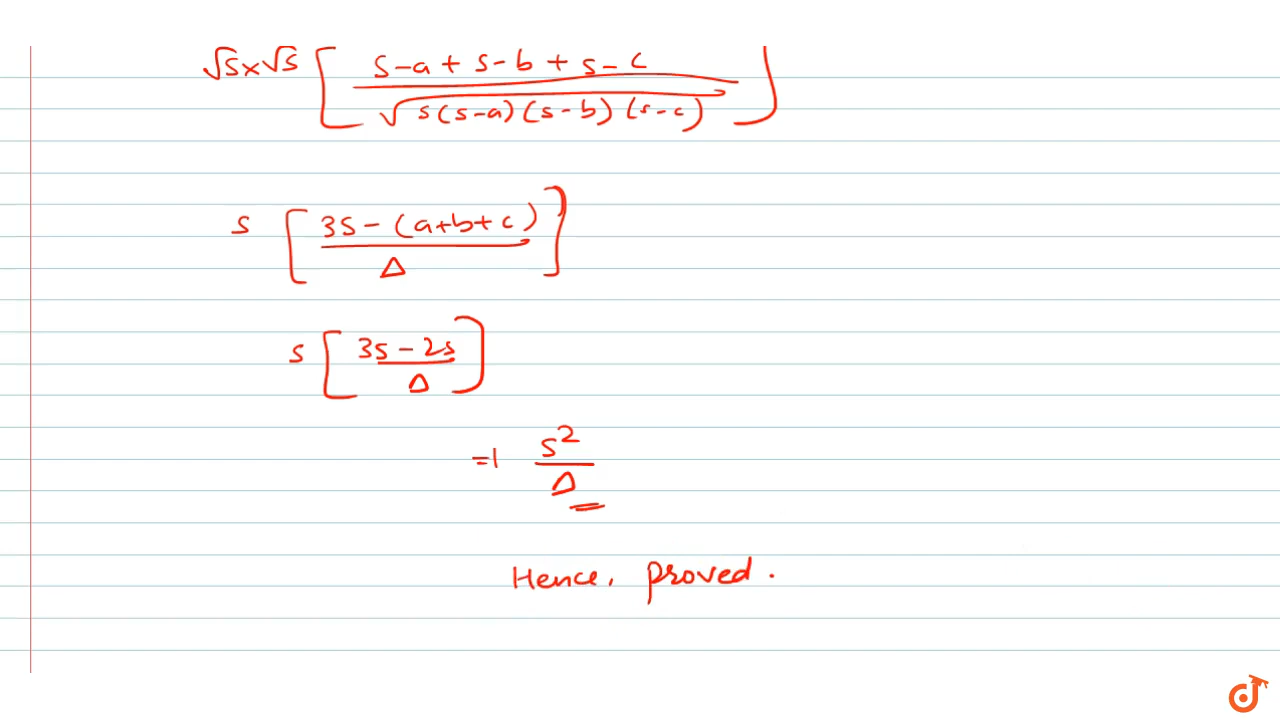 √s×√s [ (s-a + s-b + s-c) / √(s(s-a)(s-b)(s-c)) ]
s [ (3s - (a+b+c)) / Δ ]
s [ (3s - 2s) / Δ ]
= s² / Δ
Hence, proved.